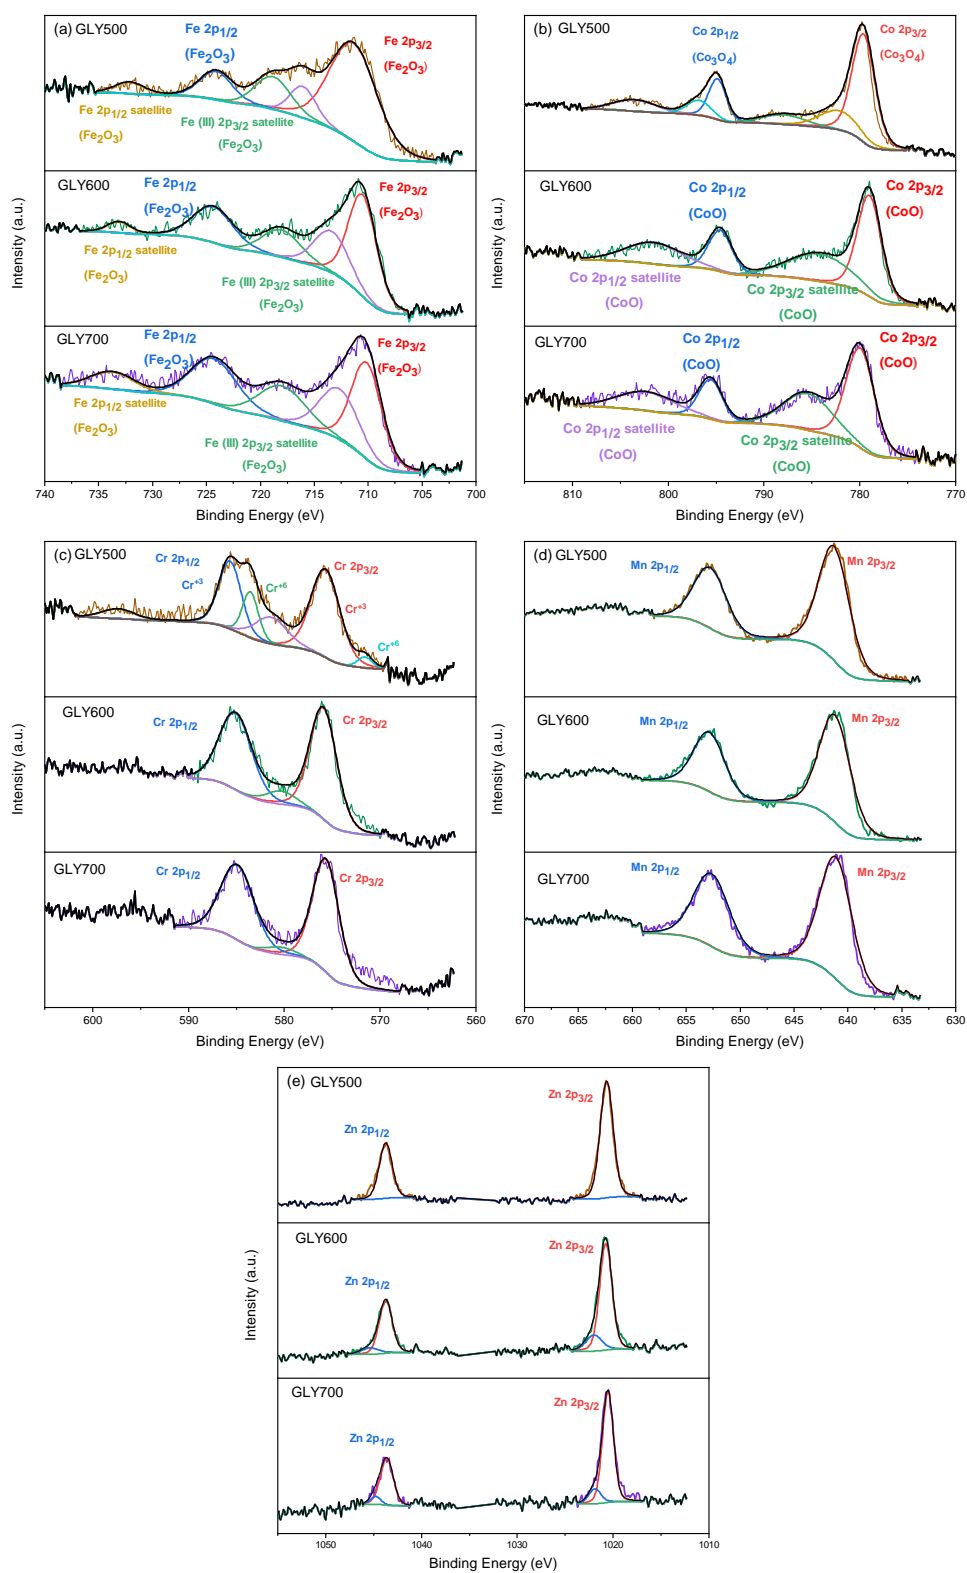 (a) GLY500
Fe 2p1/2
(Fe2O3)
Fe 2p3/2
(Fe2O3)
Fe 2p1/2 satellite
(Fe2O3)
Fe (III) 2p3/2 satellite
(Fe2O3)
GLY600
Fe 2p1/2
(Fe2O3)
Fe 2p3/2
(Fe2O3)
Fe 2p1/2 satellite
(Fe2O3)
Fe (III) 2p3/2 satellite
(Fe2O3)
GLY700
Fe 2p1/2
(Fe2O3)
Fe 2p3/2
(Fe2O3)
Fe 2p1/2 satellite
(Fe2O3)
Fe (III) 2p3/2 satellite
(Fe2O3)
Intensity (a.u.)
740 735 730 725 720 715 710 705 700
Binding Energy (eV)
(b) GLY500
Co 2p1/2
(Co3O4)
Co 2p3/2
(Co3O4)
GLY600
Co 2p1/2
(CoO)
Co 2p3/2
(CoO)
Co 2p1/2 satellite
(CoO)
Co 2p3/2 satellite
(CoO)
GLY700
Co 2p1/2
(CoO)
Co 2p3/2
(CoO)
Co 2p1/2 satellite
(CoO)
Co 2p3/2 satellite
(CoO)
Intensity (a.u.)
810 800 790 780 770
Binding Energy (eV)
(c) GLY500
Cr 2p1/2
Cr+3
Cr+6
Cr 2p3/2
Cr+3
Cr+6
GLY600
Cr 2p1/2
Cr 2p3/2
GLY700
Cr 2p1/2
Cr 2p3/2
Intensity (a.u.)
600 590 580 570 560
Binding Energy (eV)
(d) GLY500
Mn 2p1/2
Mn 2p3/2
GLY600
Mn 2p1/2
Mn 2p3/2
GLY700
Mn 2p1/2
Mn 2p3/2
Intensity (a.u.)
670 665 660 655 650 645 640 635 630
Binding Energy (eV)
(e) GLY500
Zn 2p1/2
Zn 2p3/2
GLY600
Zn 2p1/2
Zn 2p3/2
GLY700
Zn 2p1/2
Zn 2p3/2
Intensity (a.u.)
1050 1040 1030 1020 1010
Binding Energy (eV)